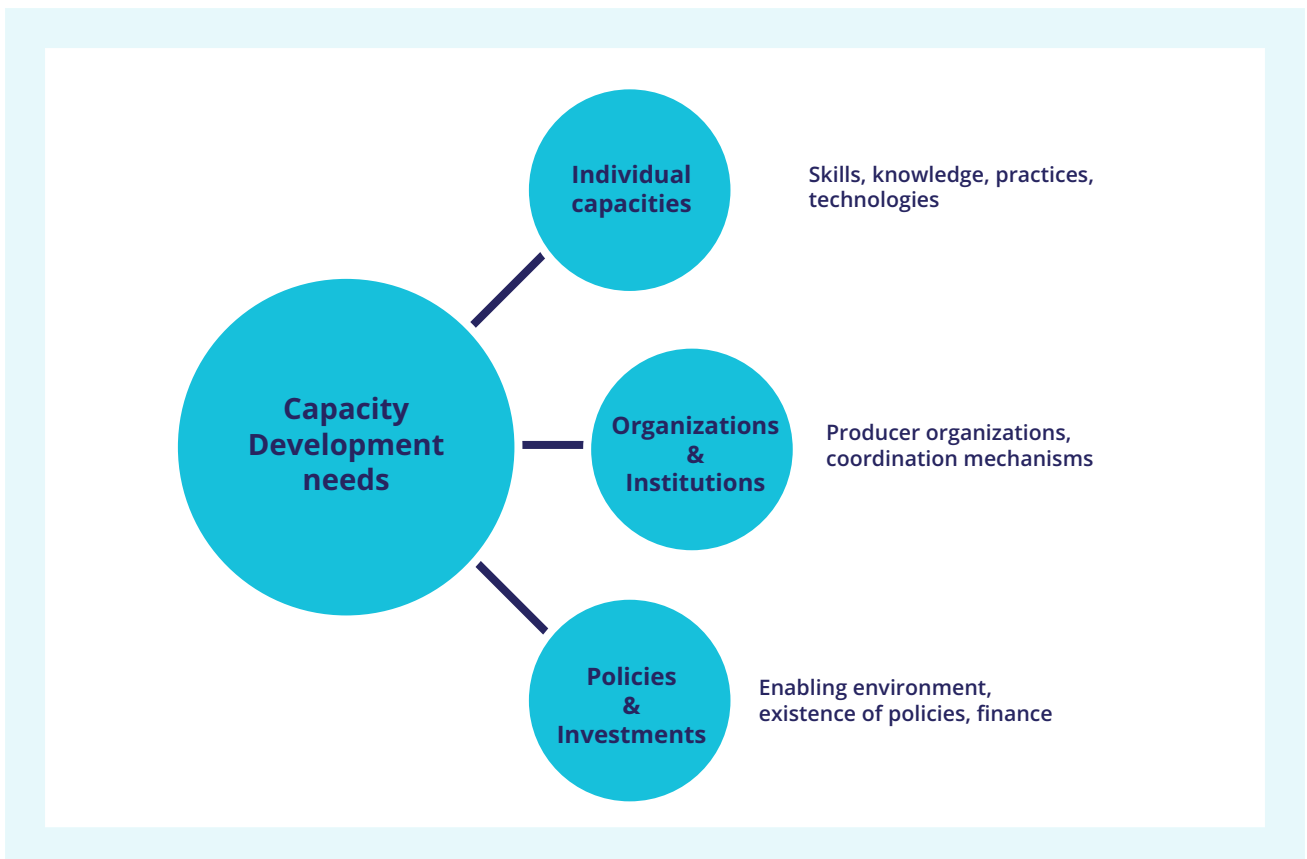 Individual
capacities
Skills, knowledge, practices,
technologies
Capacity
Development
needs
Organizations
&
Institutions
Producer organizations,
coordination mechanisms
Policies
&
Investments
Enabling environment,
existence of policies, finance